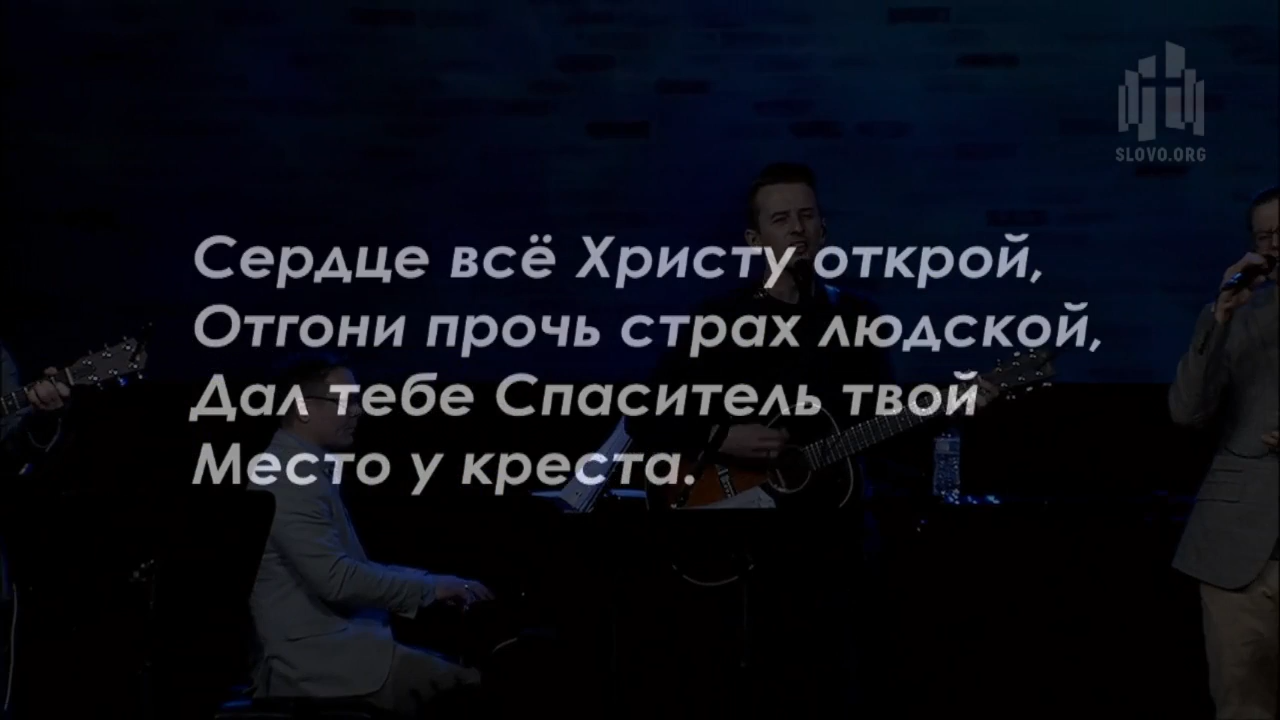 SLOVO.ORG
Сердце всё Христу открой,
Отгони прочь страх людской,
Дал тебе Спаситель твой
Место у креста.